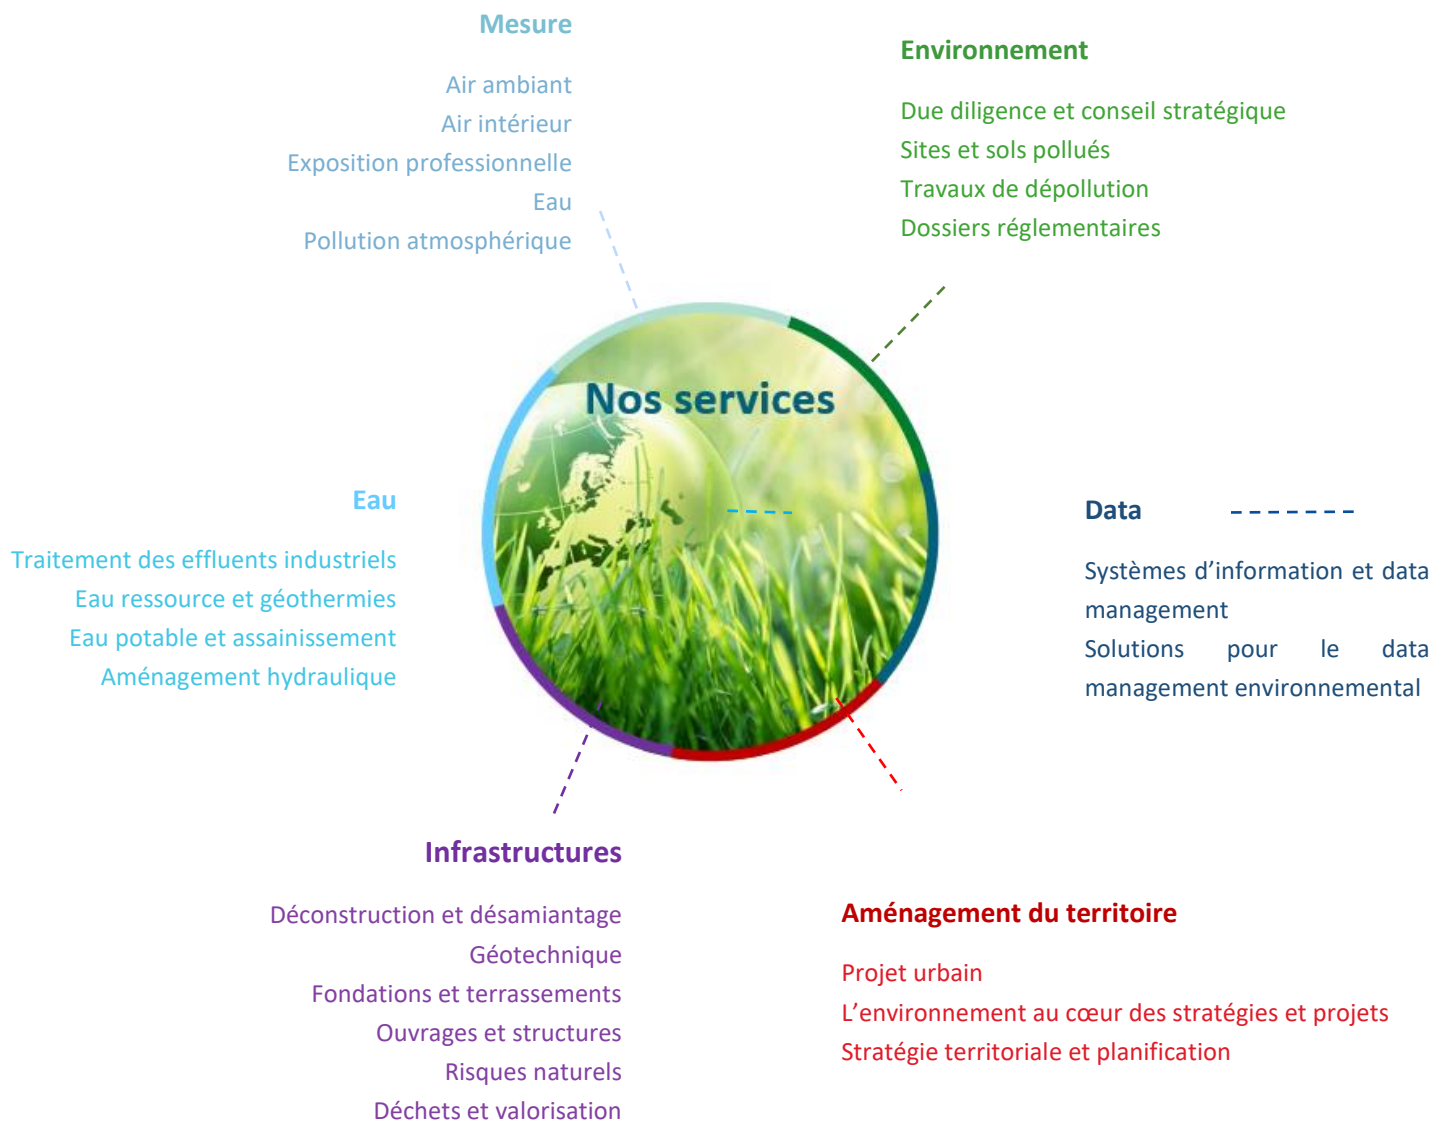 Mesure
Air ambiant
Air intérieur
Exposition professionnelle
Eau
Pollution atmosphérique
Environnement
Due diligence et conseil stratégique
Sites et sols pollués
Travaux de dépollution
Dossiers réglementaires
Nos services
Eau
Traitement des effluents industriels
Eau ressource et géothermies
Eau potable et assainissement
Aménagement hydraulique
Data
Systèmes d’information et data
management
Solutions pour le data
management environnemental
Infrastructures
Déconstruction et désamiantage
Géotechnique
Fondations et terrassements
Ouvrages et structures
Risques naturels
Déchets et valorisation
Aménagement du territoire
Projet urbain
L’environnement au cœur des stratégies et projets
Stratégie territoriale et planification